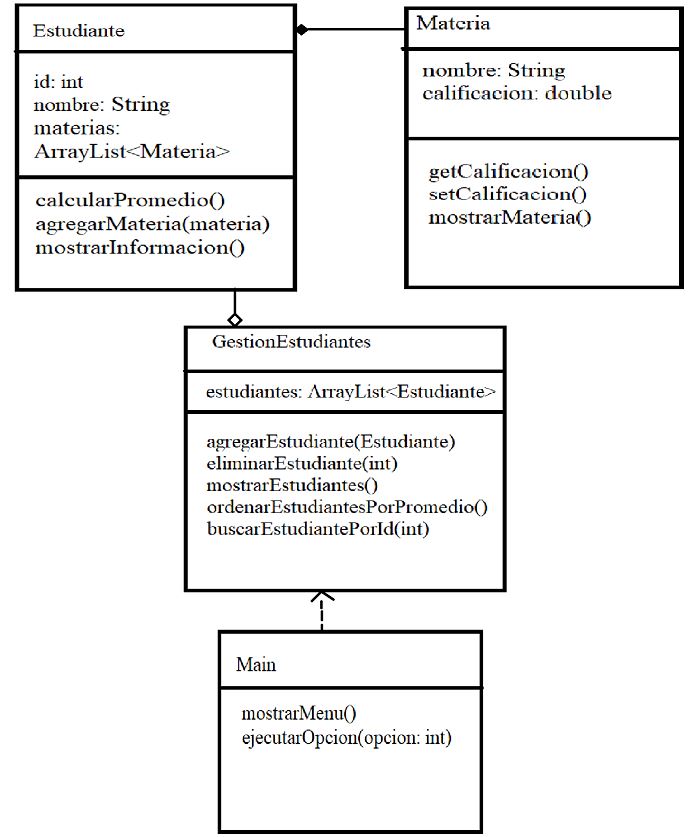 Estudiante
id: int
nombre: String
materias:
ArrayList<Materia>
calcularPromedio()
agregarMateria(materia)
mostrarInformacion()
Materia
nombre: String
calificacion: double
getCalificacion()
setCalificacion()
mostrarMateria()
GestionEstudiantes
estudiantes: ArrayList<Estudiante>
agregarEstudiante(Estudiante)
eliminarEstudiante(int)
mostrarEstudiantes()
ordenarEstudiantesPorPromedio()
buscarEstudiantePorId(int)
Main
mostrarMenu()
ejecutarOpcion(opcion: int)